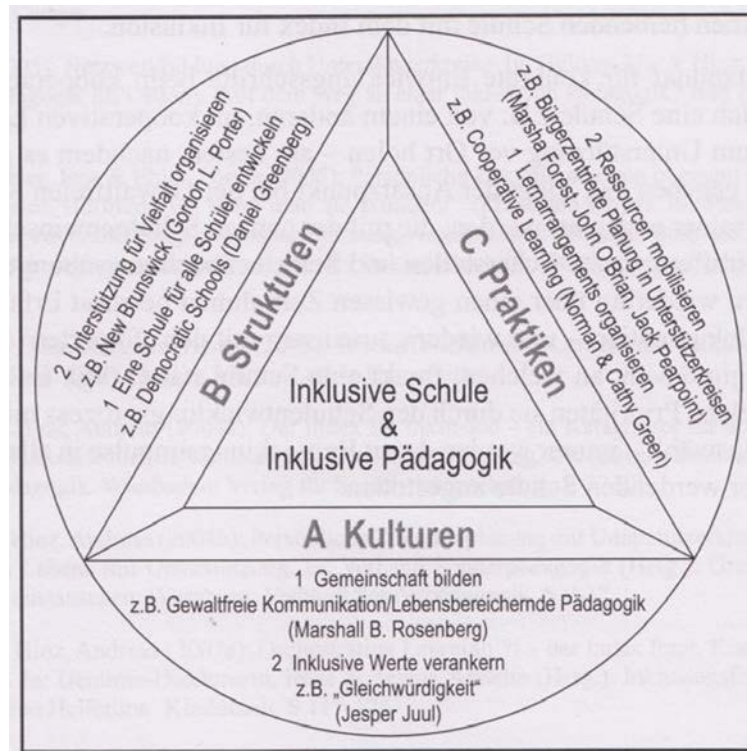 B Strukturen
2 Unterstützung für Vielfalt organisieren
z.B. New Brunswick (Gordon L. Porter)
1 Eine Schule für alle Schüler entwickeln
z.B. Democratic Schools (Daniel Greenberg)
C Praktiken
2 Ressourcen mobilisieren
z.B. Bürgerzentrierte Planung in Unterstützerkreisen
(Marsha Forest, John O'Brian, Jack Pearpoint)
1 Lernarrangements organisieren
z.B. Cooperative Learning (Norman & Cathy Green)
Inklusive Schule
&
Inklusive Pädagogik
A Kulturen
1 Gemeinschaft bilden
z.B. Gewaltfreie Kommunikation/Lebensbereichernde Pädagogik
(Marshall B. Rosenberg)
2 Inklusive Werte verankern
z.B. „Gleichwürdigkeit"
(Jesper Juul)